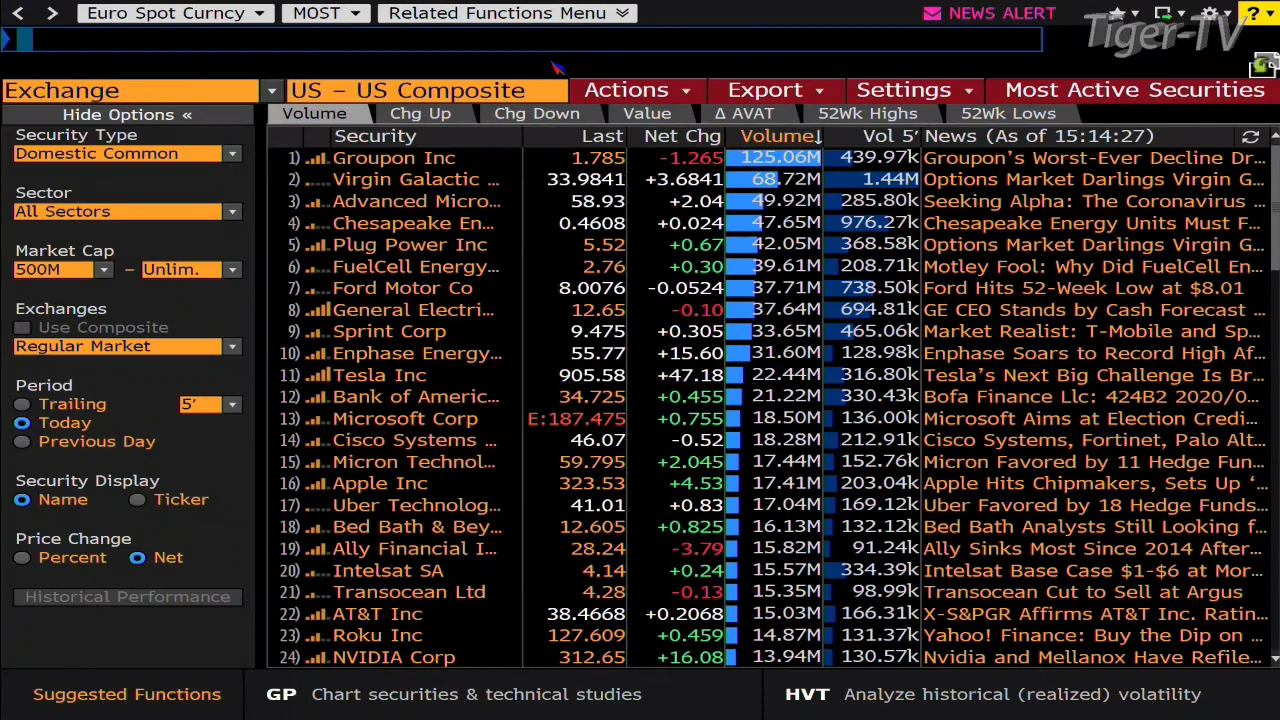 Euro Spot Curncy MOST Related Functions Menu NEWS ALERT ?
Tiger-TV
Exchange US - US Composite Actions Export Settings Most Active Securities
Hide Options « Volume Chg Up Chg Down Value Δ AVAT 52Wk Highs 52Wk Lows
Security Type
Domestic Common
Sector
All Sectors
Market Cap
500M - Unlim.
Exchanges
Use Composite
Regular Market
Period
Trailing 5'
Today
Previous Day
Security Display
Name Ticker
Price Change
Percent Net
Historical Performance
Security Last Net Chg Volume↓ Vol 5' News (As of 15:14:27)
1) Groupon Inc 1.785 -1.265 125.06M 439.97k Groupon's Worst-Ever Decline Dr...
2) Virgin Galactic ... 33.9841 +3.6841 68.72M 1.44M Options Market Darlings Virgin G...
3) Advanced Micro... 58.93 +2.04 49.92M 285.80k Seeking Alpha: The Coronavirus ...
4) Chesapeake En... 0.4608 +0.024 47.65M 976.27k Chesapeake Energy Units Must F...
5) Plug Power Inc 5.52 +0.67 42.05M 368.58k Options Market Darlings Virgin G...
6) FuelCell Energy... 2.76 +0.30 39.61M 208.71k Motley Fool: Why Did FuelCell En...
7) Ford Motor Co 8.0076 -0.0524 37.71M 738.50k Ford Hits 52-Week Low at $8.01
8) General Electri... 12.65 -0.10 37.64M 694.81k GE CEO Stands by Cash Forecast ...
9) Sprint Corp 9.475 +0.305 33.65M 465.06k Market Realist: T-Mobile and Sp...
10) Enphase Energy... 55.77 +15.60 31.60M 128.98k Enphase Soars to Record High Af...
11) Tesla Inc 905.58 +47.18 22.44M 316.80k Tesla's Next Big Challenge Is Br...
12) Bank of Americ... 34.725 +0.455 21.22M 330.43k Bofa Finance Llc: 424B2 2020/0...
13) Microsoft Corp E:187.475 +0.755 18.50M 136.00k Microsoft Aims at Election Credi...
14) Cisco Systems ... 46.07 -0.52 18.28M 212.91k Cisco Systems, Fortinet, Palo Alt...
15) Micron Technol... 59.795 +2.045 17.44M 152.76k Micron Favored by 11 Hedge Fun...
16) Apple Inc 323.53 +4.53 17.41M 203.04k Apple Hits Chipmakers, Sets Up '...
17) Uber Technolog... 41.01 +0.83 17.04M 169.12k Uber Favored by 18 Hedge Funds...
18) Bed Bath & Bey... 12.605 +0.825 16.13M 132.12k Bed Bath Analysts Still Looking f...
19) Ally Financial I... 28.24 -3.79 15.82M 91.24k Ally Sinks Most Since 2014 After...
20) Intelsat SA 4.14 +0.24 15.57M 334.39k Intelsat Base Case $1-$6 at Mor...
21) Transocean Ltd 4.28 -0.13 15.44M 98.99k Transocean Cut to Sell at Argus
22) AT&T Inc 38.4668 +0.2068 15.03M 166.31k X-S&PGR Affirms AT&T Inc. Ratin...
23) Roku Inc 127.609 +0.459 14.87M 131.37k Yahoo! Finance: Buy the Dip on ...
24) NVIDIA Corp 312.65 +16.08 13.94M 130.57k Nvidia and Mellanox Have Refile...
Suggested Functions GP Chart securities & technical studies HVT Analyze historical (realized) volatility